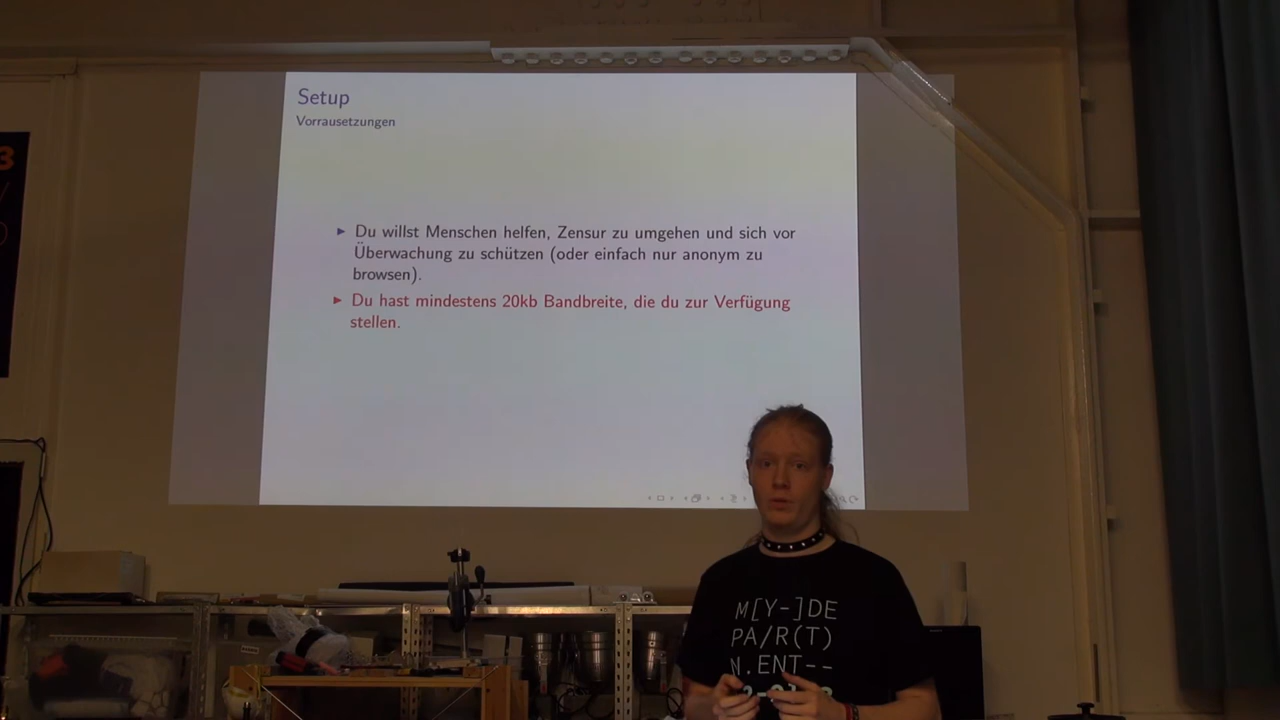 Setup
Vorrausetzungen
▶ Du willst Menschen helfen, Zensur zu umgehen und sich vor
Überwachung zu schützen (oder einfach nur anonym zu
browsen).
▶ Du hast mindestens 20kb Bandbreite, die du zur Verfügung
stellen.
3
M[Y-]DE
PA/R(T)
N.ENT--